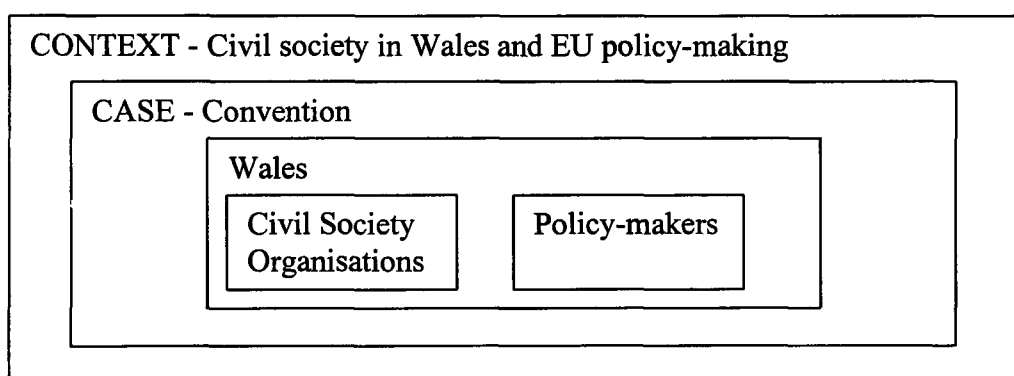 CONTEXT - Civil society in Wales and EU policy-making
CASE - Convention
Wales
Civil Society
Organisations
Policy-makers